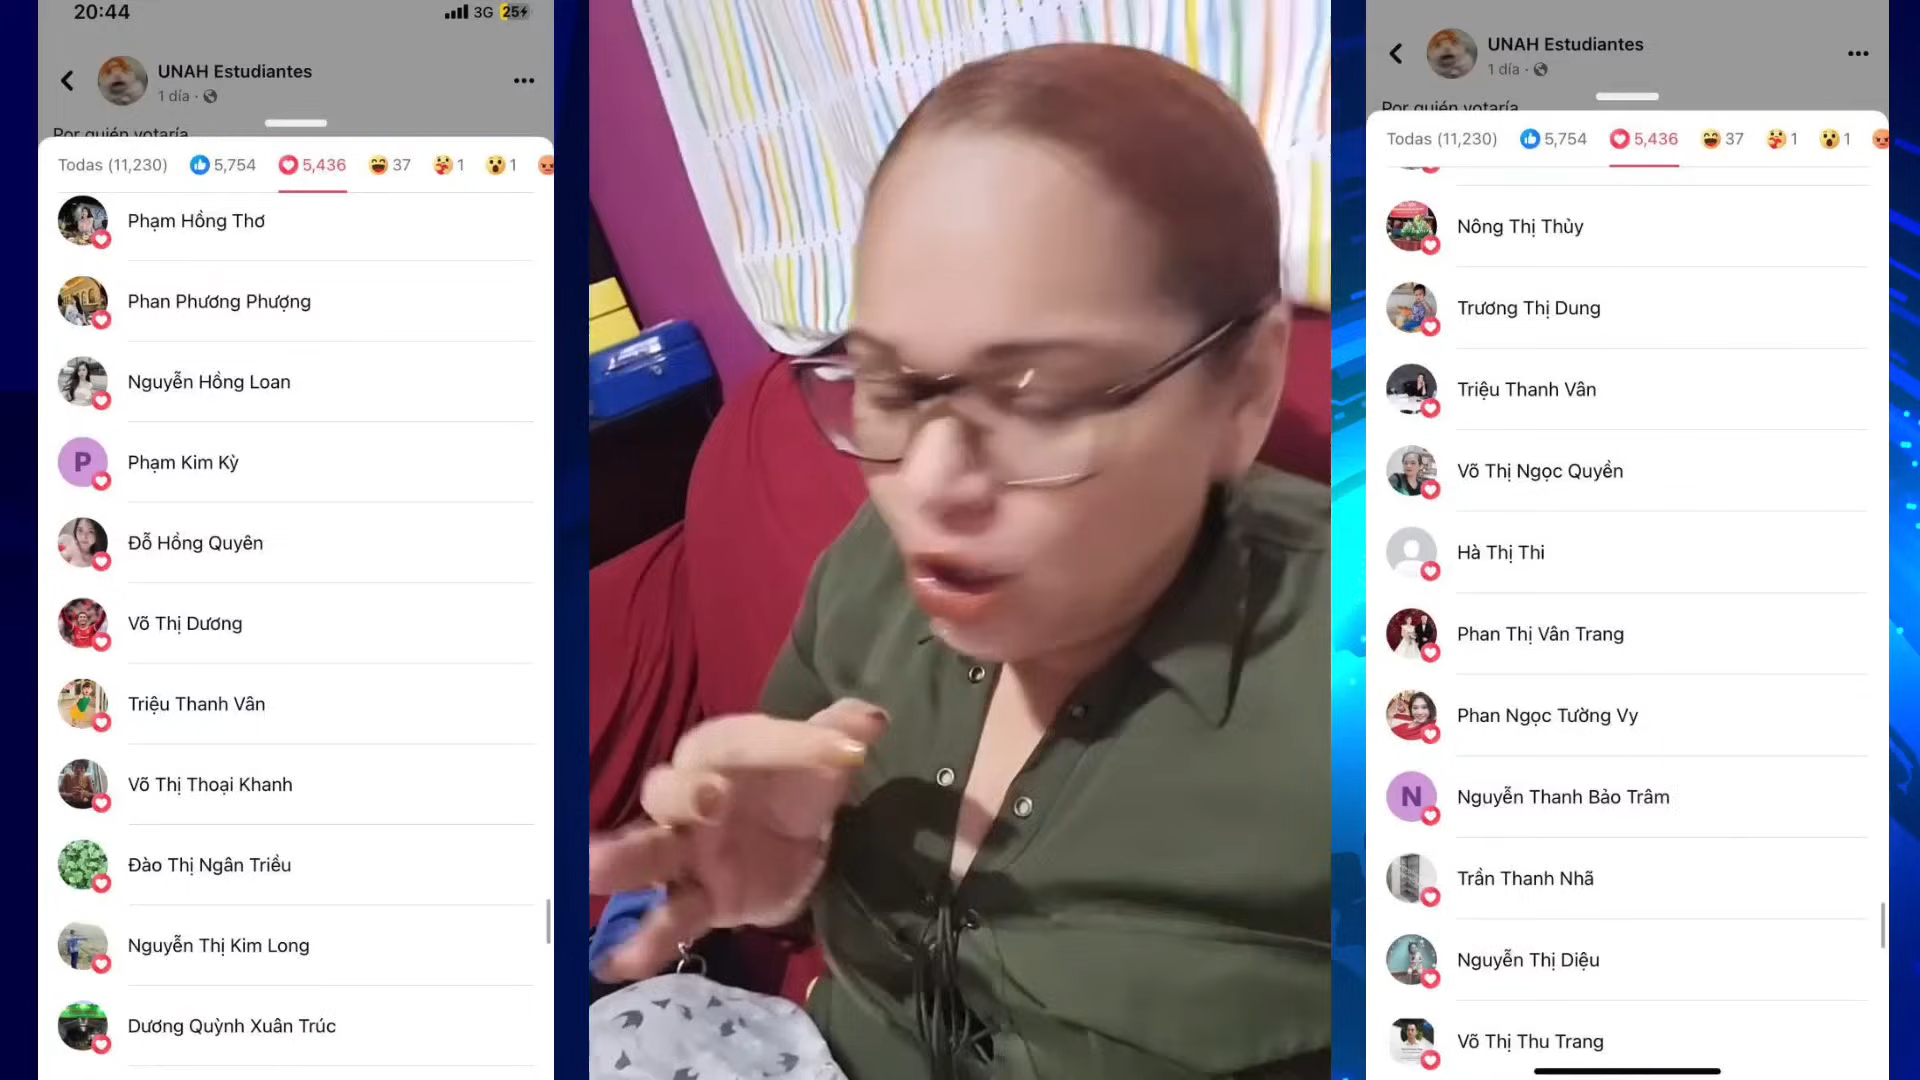 20:44
3G 25
UNAH Estudiantes
1 día
Por quién votaría
Todas (11,230) 5,754 5,436 37 1 1
Phạm Hồng Thơ
Phan Phương Phượng
Nguyễn Hồng Loan
P Phạm Kim Kỳ
Đỗ Hồng Quyên
Võ Thị Dương
Triệu Thanh Vân
Võ Thị Thoại Khanh
Đào Thị Ngân Triều
Nguyễn Thị Kim Long
Dương Quỳnh Xuân Trúc
UNAH Estudiantes
1 día
Por quién votaría
Todas (11,230) 5,754 5,436 37 1 1
Nông Thị Thủy
Trương Thị Dung
Triệu Thanh Vân
Võ Thị Ngọc Quyền
Hà Thị Thi
Phan Thị Vân Trang
Phan Ngọc Tường Vy
N Nguyễn Thanh Bảo Trâm
Trần Thanh Nhã
Nguyễn Thị Diệu
Võ Thị Thu Trang